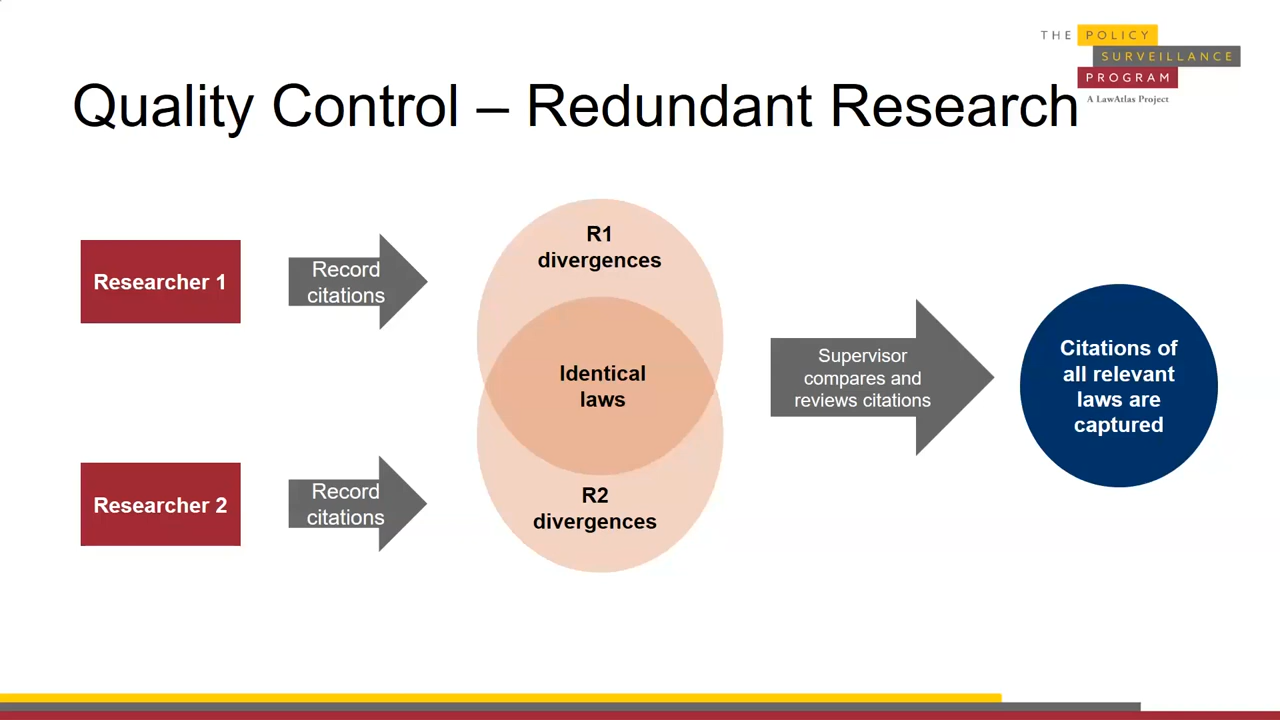 THE POLICY
SURVEILLANCE
PROGRAM
A LawAtlas Project
Quality Control – Redundant Research
Researcher 1
Record
citations
R1
divergences
Identical
laws
Supervisor
compares and
reviews citations
Citations of
all relevant
laws are
captured
Researcher 2
Record
citations
R2
divergences